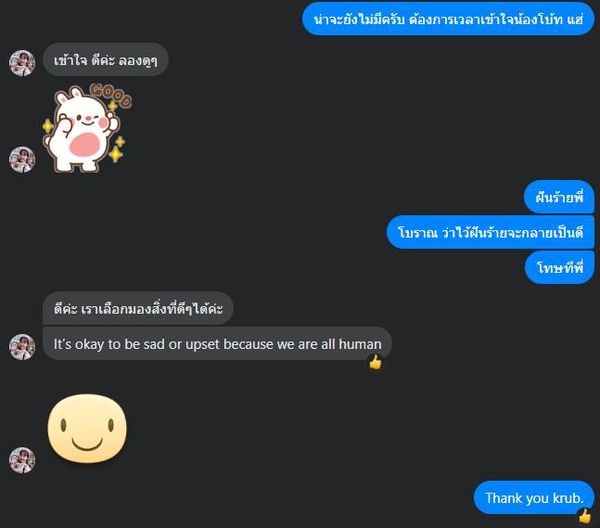 น่าจะยังไม่มีครับ ต้องการเวลาเข้าใจน้องโบ้ท แฮ่
เข้าใจ ดีค่ะ ลองดูๆ
GOOD
ฝันร้ายพี่
โบราณ ว่าไว้ฝันร้ายจะกลายเป็นดี
โทษทีพี่
ดีค่ะ เราเลือกมองสิ่งที่ดีๆได้ค่ะ
It's okay to be sad or upset because we are all human
Thank you krub.